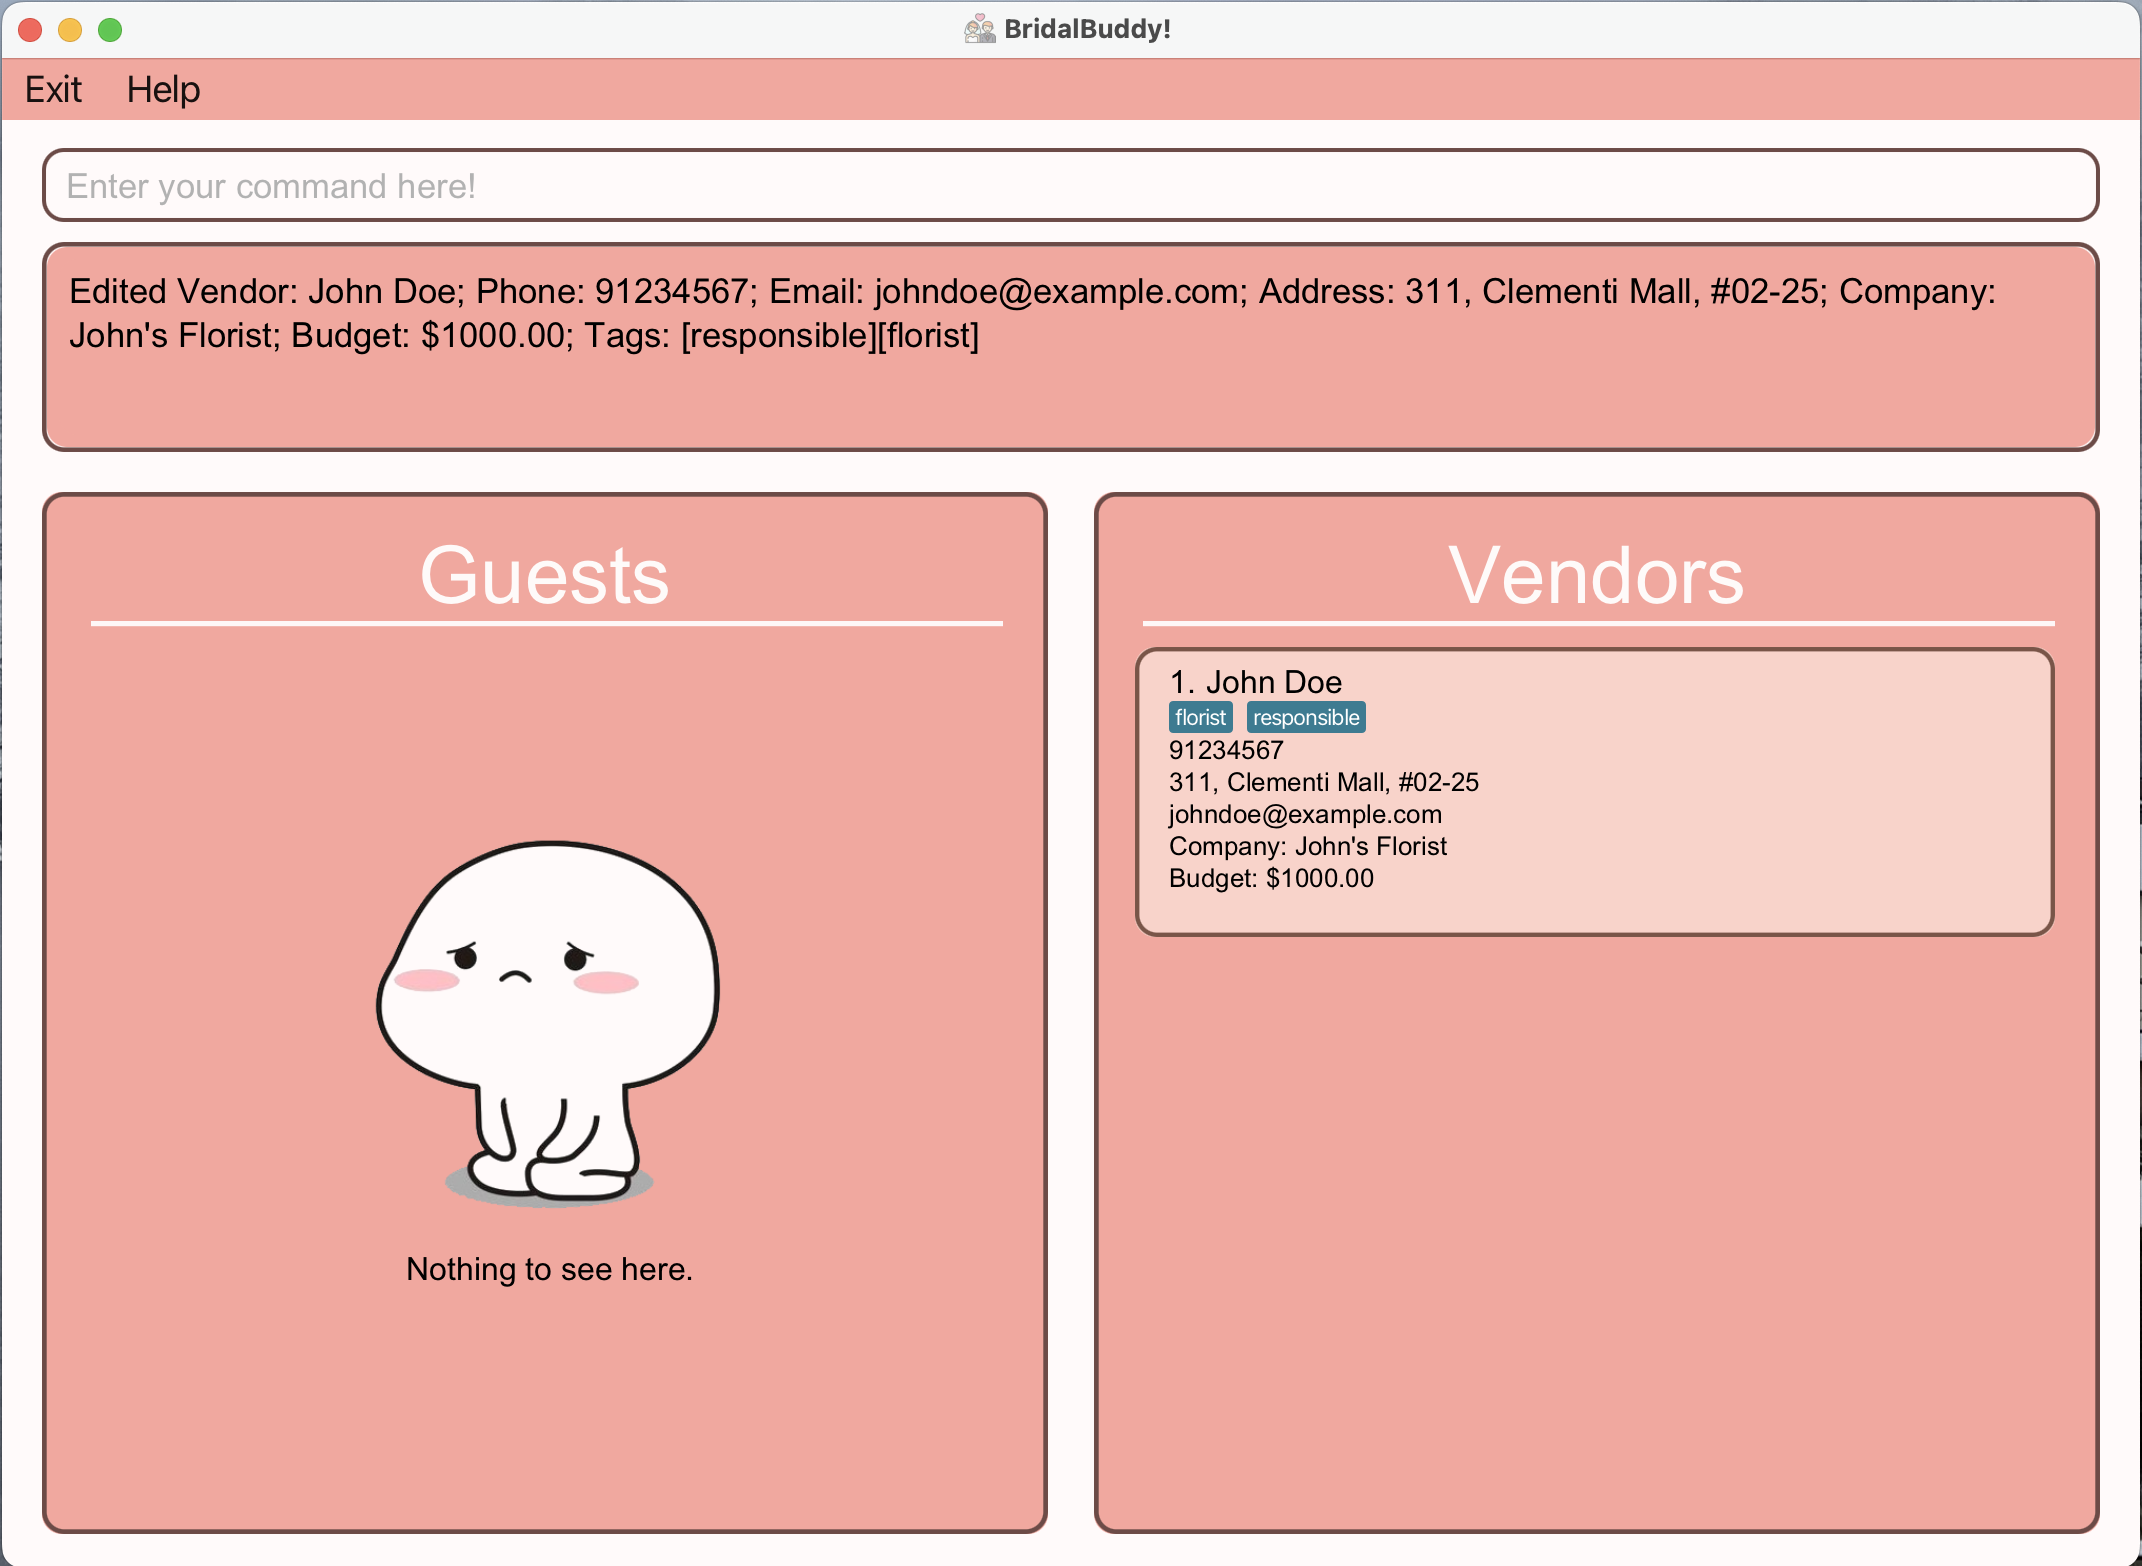 BridalBuddy!
Exit Help
Enter your command here!
Edited Vendor: John Doe; Phone: 91234567; Email: johndoe@example.com; Address: 311, Clementi Mall, #02-25; Company:
John's Florist; Budget: $1000.00; Tags: [responsible][florist]
Guests
Nothing to see here.
Vendors
1. John Doe
florist responsible
91234567
311, Clementi Mall, #02-25
johndoe@example.com
Company: John's Florist
Budget: $1000.00